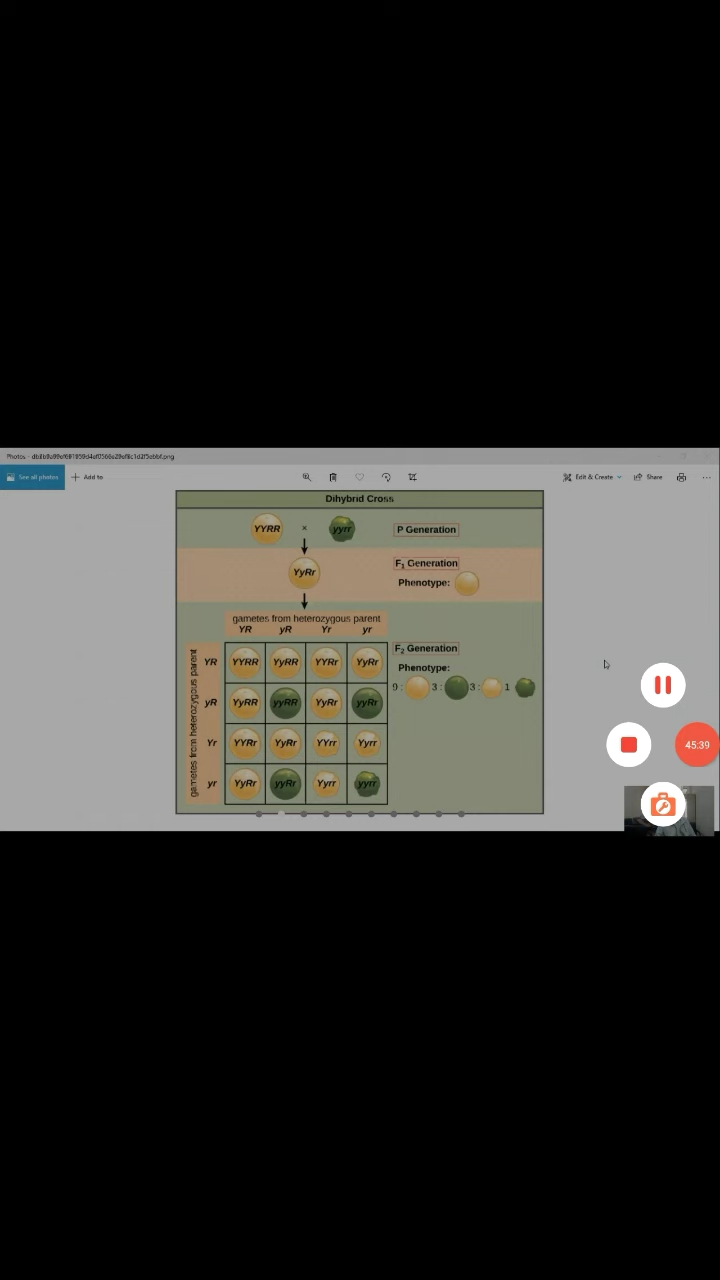 Photos -
See all photos
Add to
Edit & Create
Share
Dihybrid Cross
YYRR × yyrr P Generation
YyRr
F1 Generation
Phenotype:
gametes from heterozygous parent
YR yR Yr yr
gametes from heterozygous parent
YR YYRR YyRR YYRr YyRr
yR YyRR yyRR YyRr yyRr
Yr YYRr YyRr YYrr Yyrr
yr YyRr yyRr Yyrr yyrr
F2 Generation
Phenotype:
9 : 3 : 3 : 1
45:39